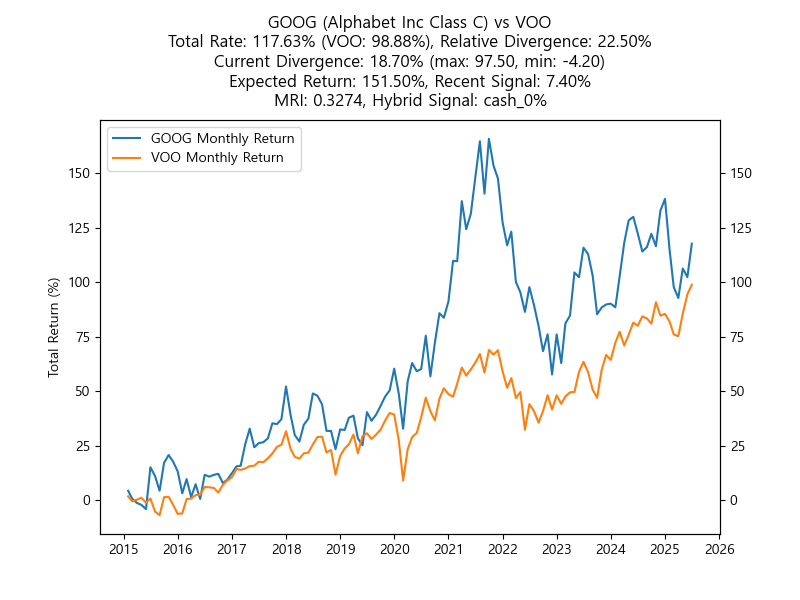 GOOG (Alphabet Inc Class C) vs VOO
Total Rate: 117.63% (VOO: 98.88%), Relative Divergence: 22.50%
Current Divergence: 18.70% (max: 97.50, min: -4.20)
Expected Return: 151.50%, Recent Signal: 7.40%
MRI: 0.3274, Hybrid Signal: cash_0%
GOOG Monthly Return
VOO Monthly Return
Total Return (%)
150
125
100
75
50
25
0
150
125
100
75
50
25
0
2015 2016 2017 2018 2019 2020 2021 2022 2023 2024 2025 2026